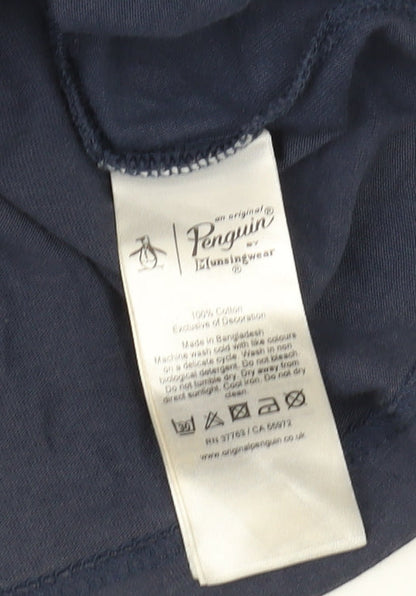 an original
Penguin®
BY
Munsingwear
®
100% Cotton
Exclusive of Decoration
Made in Bangladesh
Machine wash cold with like colours
on a delicate cycle. Wash in non
biological detergent. Do not bleach
Do not tumble dry. Dry away from
direct sunlight. Cool iron. Do not dry
clean.
30
RN 37763 / CA 55972
www.originalpenguin.co.uk